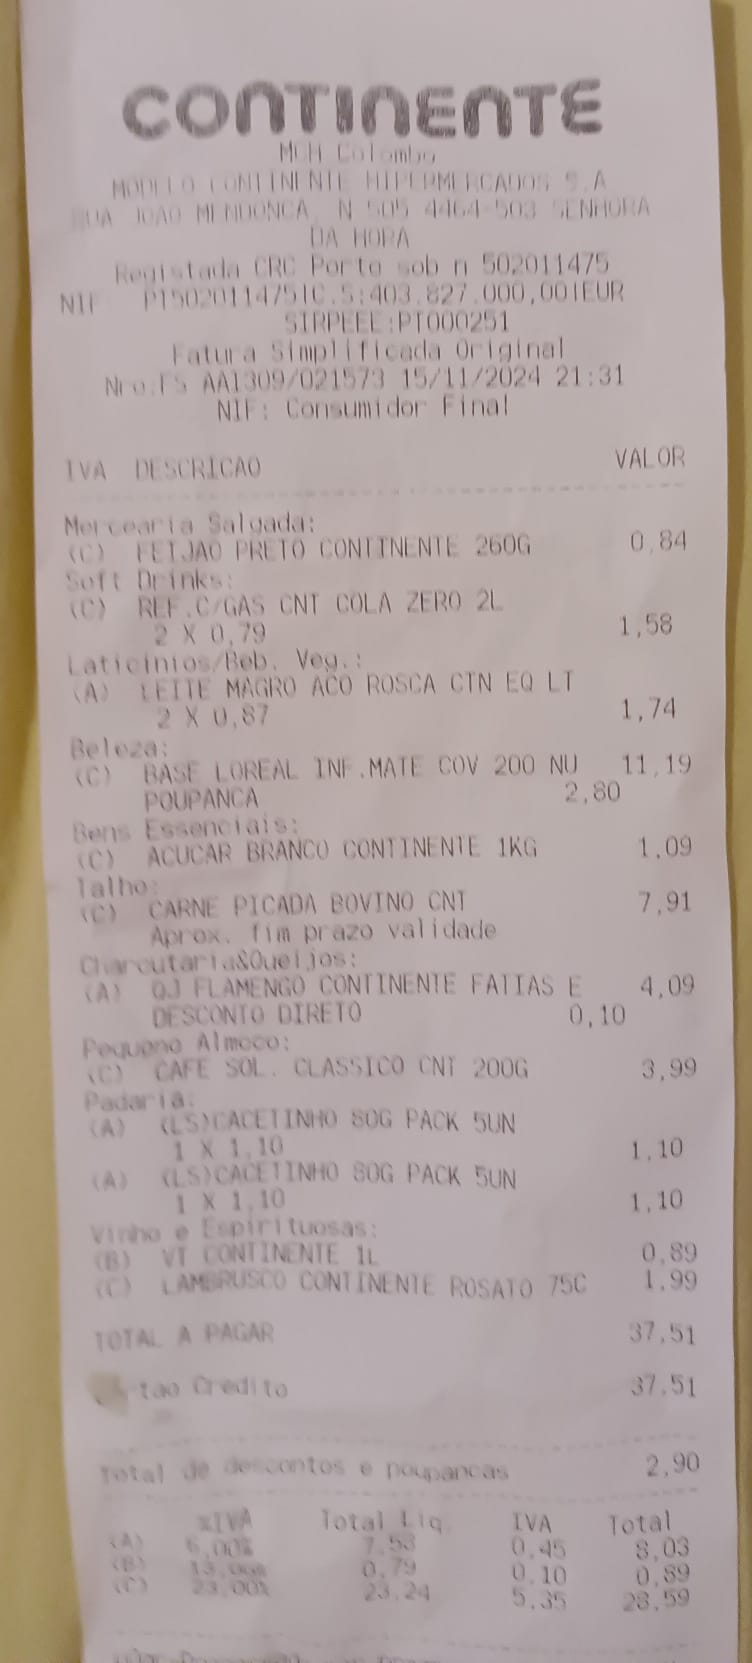 CONTINENTE
MCH Colombo
MODELO CONTINENTE HIPERMERCADOS S.A
RUA JOAO MENDONCA, N 505 4464-503 SENHORA
DA HORA
Registada CRC Porto sob n 502011475
NIF PT502011475|C.S:403.827.000,00|EUR
SIRPEEE:PT000251
Fatura Simplificada Original
Nro:FS AAI309/021573 15/11/2024 21:31
NIF: Consumidor Final
IVA DESCRICAO VALOR
Mercearia Salgada:
(C) FEIJAO PRETO CONTINENTE 260G 0,84
Soft Drinks:
(C) REF.C/GAS CNT COLA ZERO 2L
2 X 0,79 1,58
Laticinios/Beb. Veg.:
(A) LEITE MAGRO ACO ROSCA CTN EQ LT
2 X 0,87 1,74
Beleza:
(C) BASE LOREAL INF.MATE COV 200 NU 11,19
POUPANCA 2,80
Bens Essenciais:
(C) ACUCAR BRANCO CONTINENTE 1KG 1,09
Talho:
(C) CARNE PICADA BOVINO CNT 7,91
Aprox. fim prazo validade
Charcutaria&Queijos:
(A) QJ FLAMENGO CONTINENTE FATIAS E 4,09
DESCONTO DIRETO 0,10
Pequeno Almoco:
(C) CAFE SOL. CLASSICO CNT 200G 3,99
Padaria:
(A) (LS)CACETINHO 80G PACK 5UN
1 X 1,10 1,10
(A) (LS)CACETINHO 80G PACK 5UN
1 X 1,10 1,10
Vinho e Espirituosas:
(B) VT CONTINENTE 1L 0,89
(C) LAMBRUSCO CONTINENTE ROSATO 75C 1,99
TOTAL A PAGAR 37,51
Cartao Credito 37,51
Total de descontos e poupancas 2,90
%IVA Total Liq. IVA Total
(A) 6,00% 7,58 0,45 8,03
(B) 13,00% 0,79 0,10 0,89
(C) 23,00% 23,24 5,35 28,59